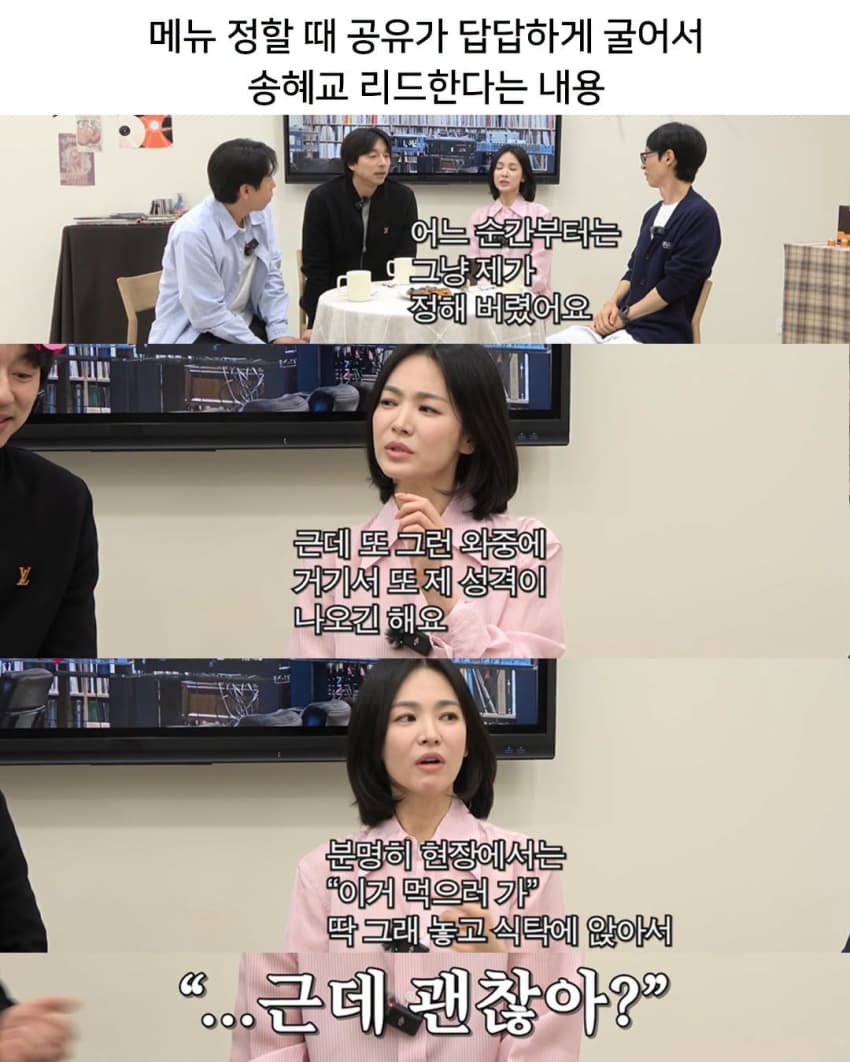 메뉴 정할 때 공유가 답답하게 굴어서
송혜교 리드한다는 내용
어느 순간부터는
그냥 제가
정해 버렸어요
근데 또 그런 와중에
거기서 또 제 성격이
나오긴 해요
분명히 현장에서는
“이거 먹으러 가”
딱 그래 놓고 식탁에 앉아서
“...근데 괜찮아?”